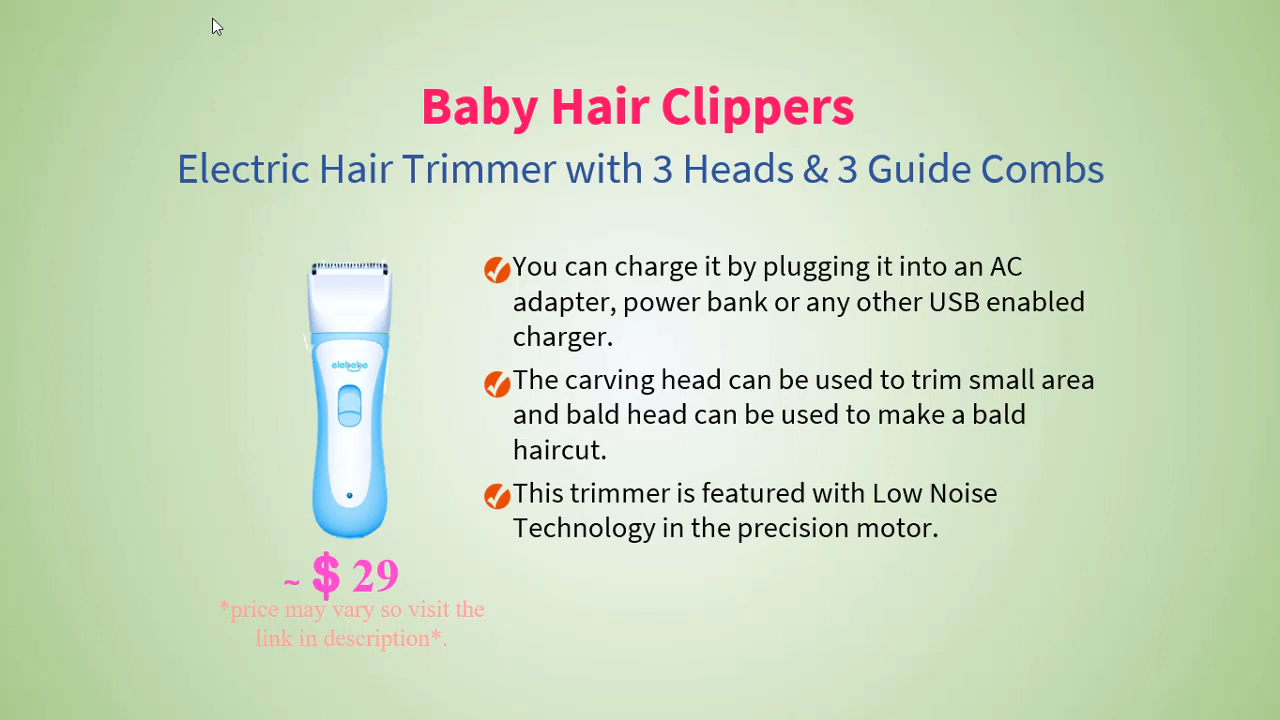 Baby Hair Clippers
Electric Hair Trimmer with 3 Heads & 3 Guide Combs
You can charge it by plugging it into an AC
adapter, power bank or any other USB enabled
charger.
The carving head can be used to trim small area
and bald head can be used to make a bald
haircut.
This trimmer is featured with Low Noise
Technology in the precision motor.
elebebe
~ $ 29
*price may vary so visit the
link in description*.